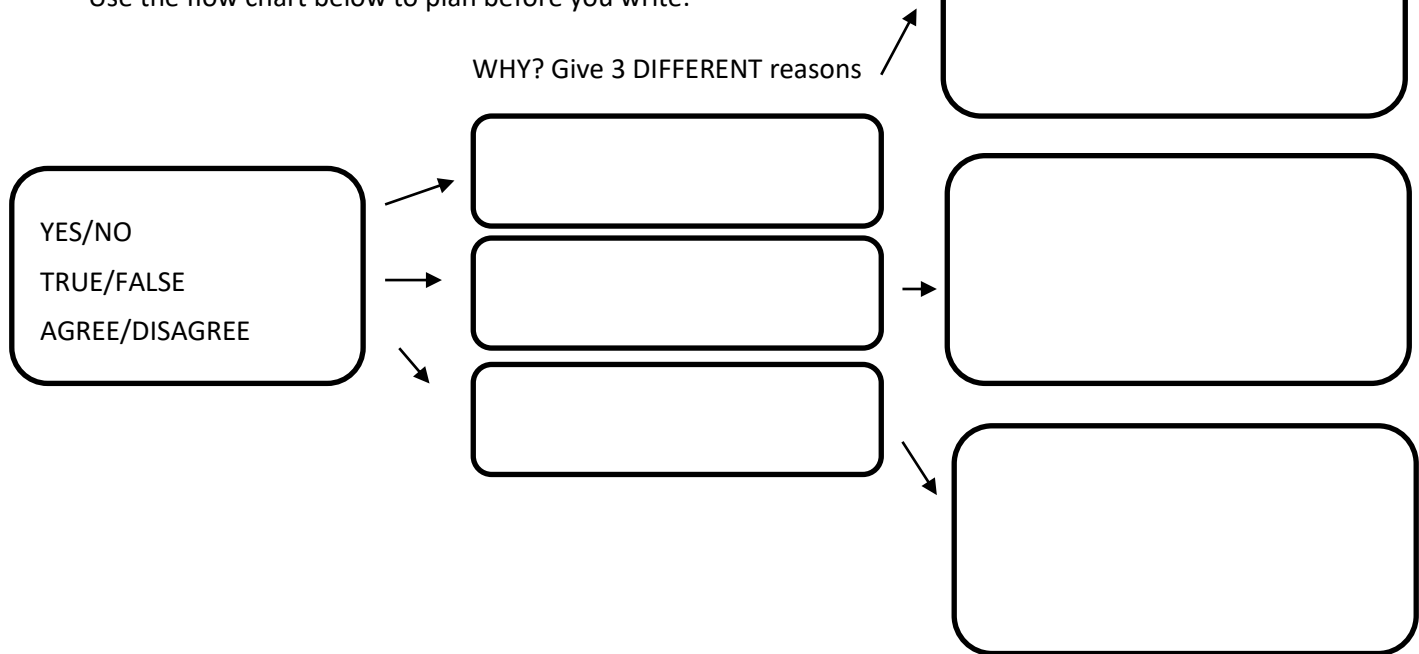 Use the flow chart below to plan before you write.
WHY? Give 3 DIFFERENT reasons
YES/NO
TRUE/FALSE
AGREE/DISAGREE